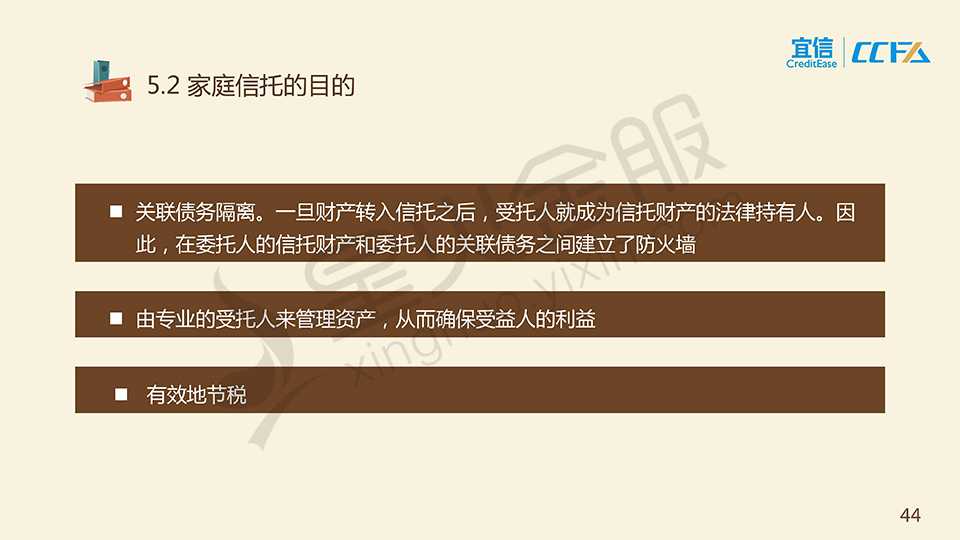 宜信
CreditEase
CCFA
5.2 家庭信托的目的
■ 关联债务隔离。一旦财产转入信托之后，受托人就成为信托财产的法律持有人。因
此，在委托人的信托财产和委托人的关联债务之间建立了防火墙
■ 由专业的受托人来管理资产，从而确保受益人的利益
■ 有效地节税
44